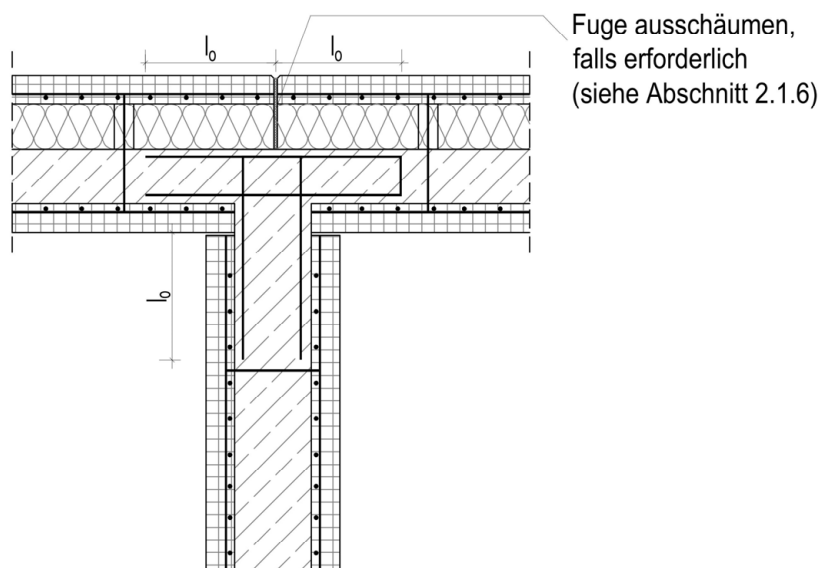 Fuge ausschäumen,
falls erforderlich
(siehe Abschnitt 2.1.6)
l₀
l₀
l₀